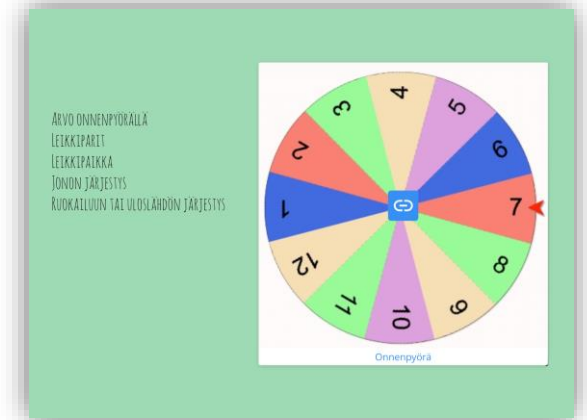 Arvo onnenpyörällä
Leikkiparit
Leikkipaikka
Jonon järjestys
Ruokailuun tai uloslähdön järjestys
1
2
3
4
5
6
7
8
9
10
11
12
Onnenpyörä